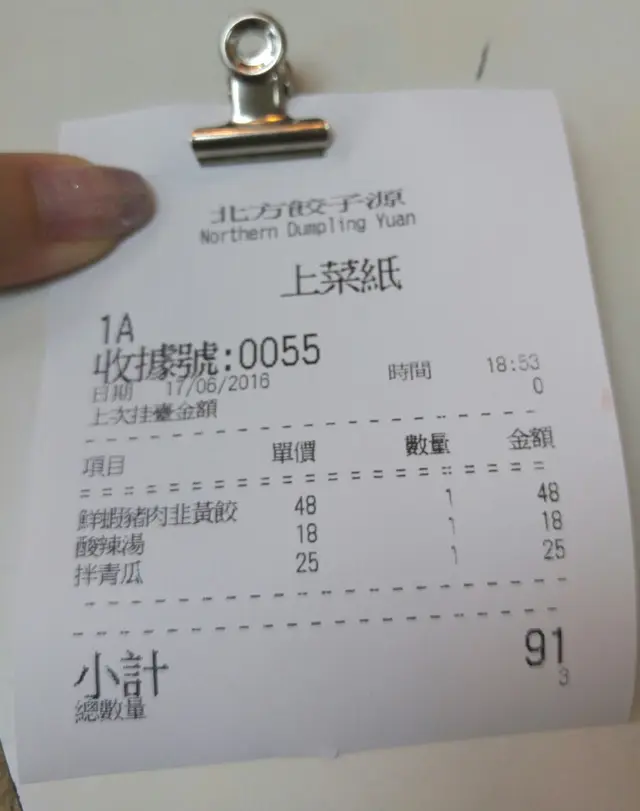 北方餃子源
Northern Dumpling Yuan
上菜紙
1A
收據號:0055
日期 17/06/2016 時間 18:53
上次挂臺金額 0
項目 單價 數量 金額
鮮蝦豬肉韭黃餃 48 1 48
酸辣湯 18 1 18
拌青瓜 25 1 25
小計 91
總數量 3